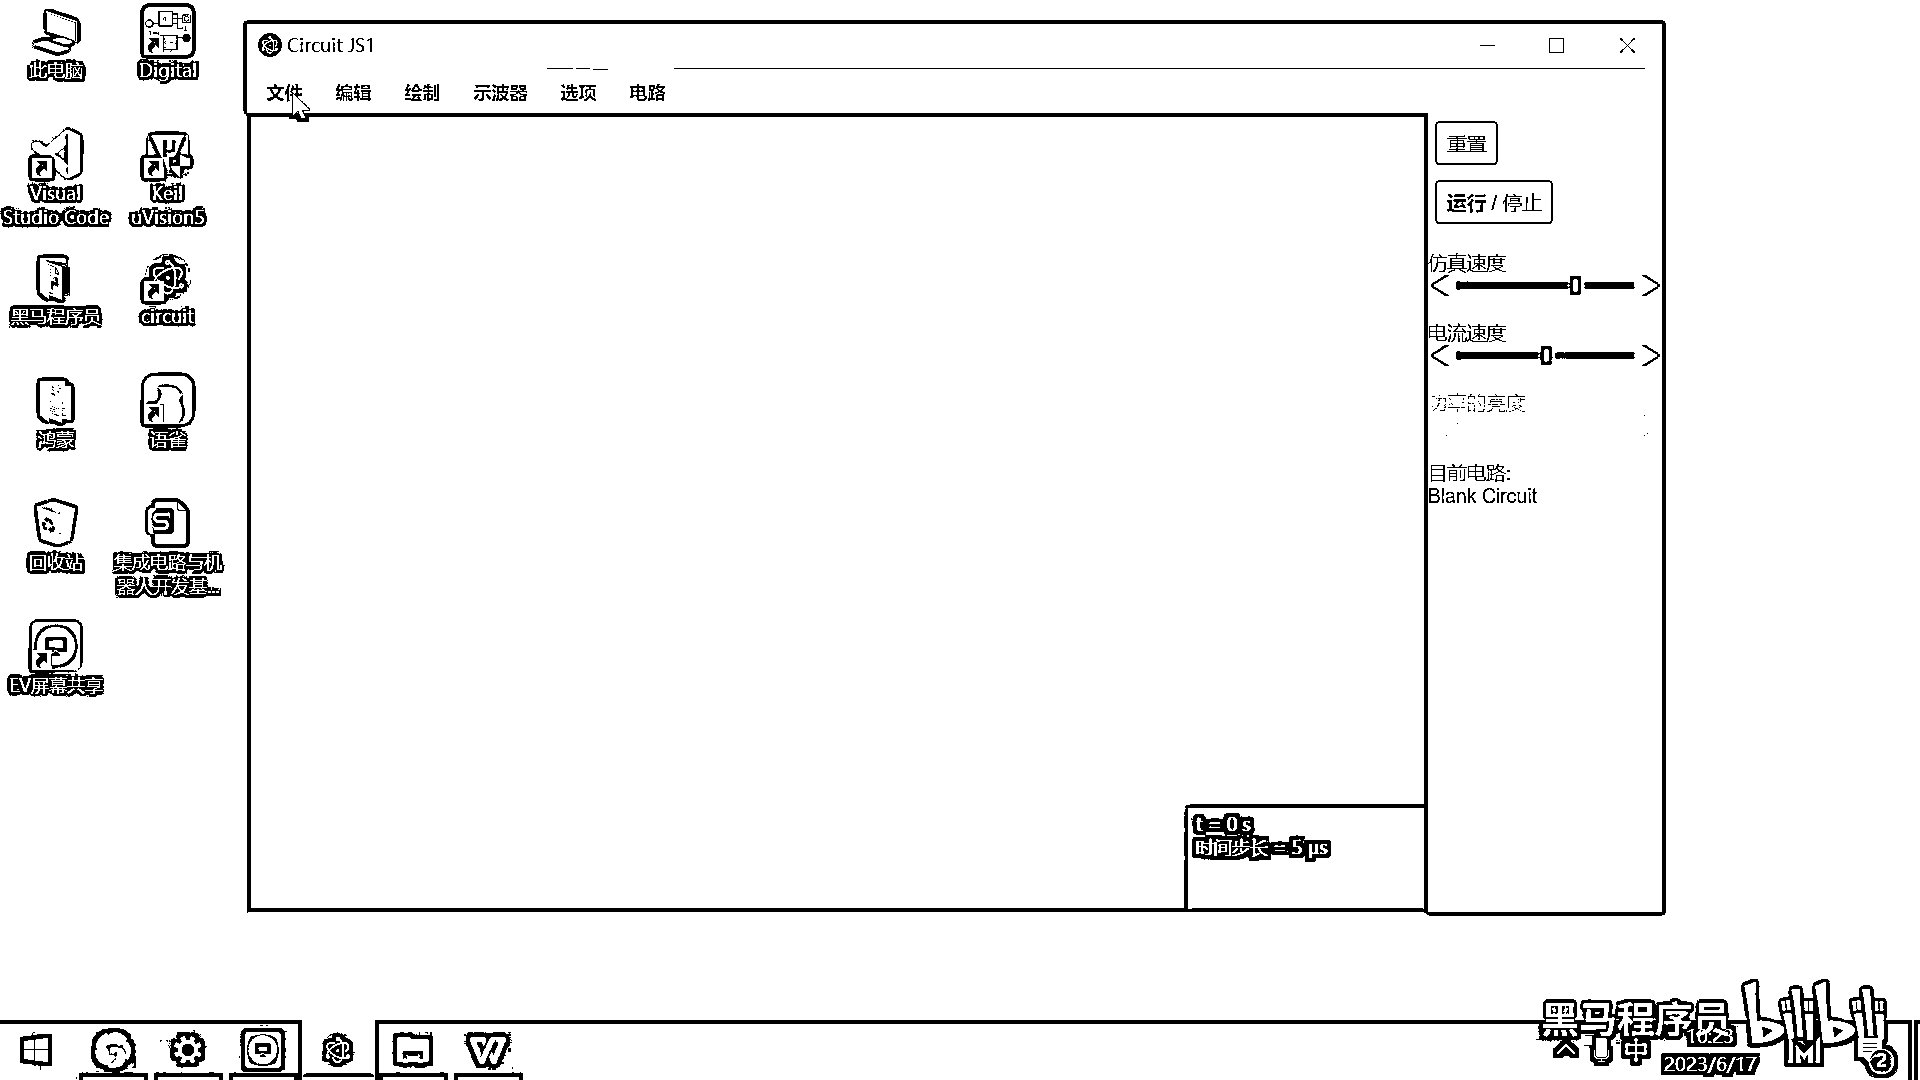 此电脑
Digital
Visual
Studio Code
Keil
uVision5
黑马程序员
circuit
鸿蒙
语雀
回收站
集成电路与机
器人开发基...
EV屏幕共享
Circuit JS1
文件 编辑 绘制 示波器 选项 电路
重置
运行 / 停止
仿真速度
电流速度
功率的亮度
目前电路:
Blank Circuit
t = 0 s
时间步长 = 5 µs
黑马程序员 bilibili
中
16:23
2023/6/17
2